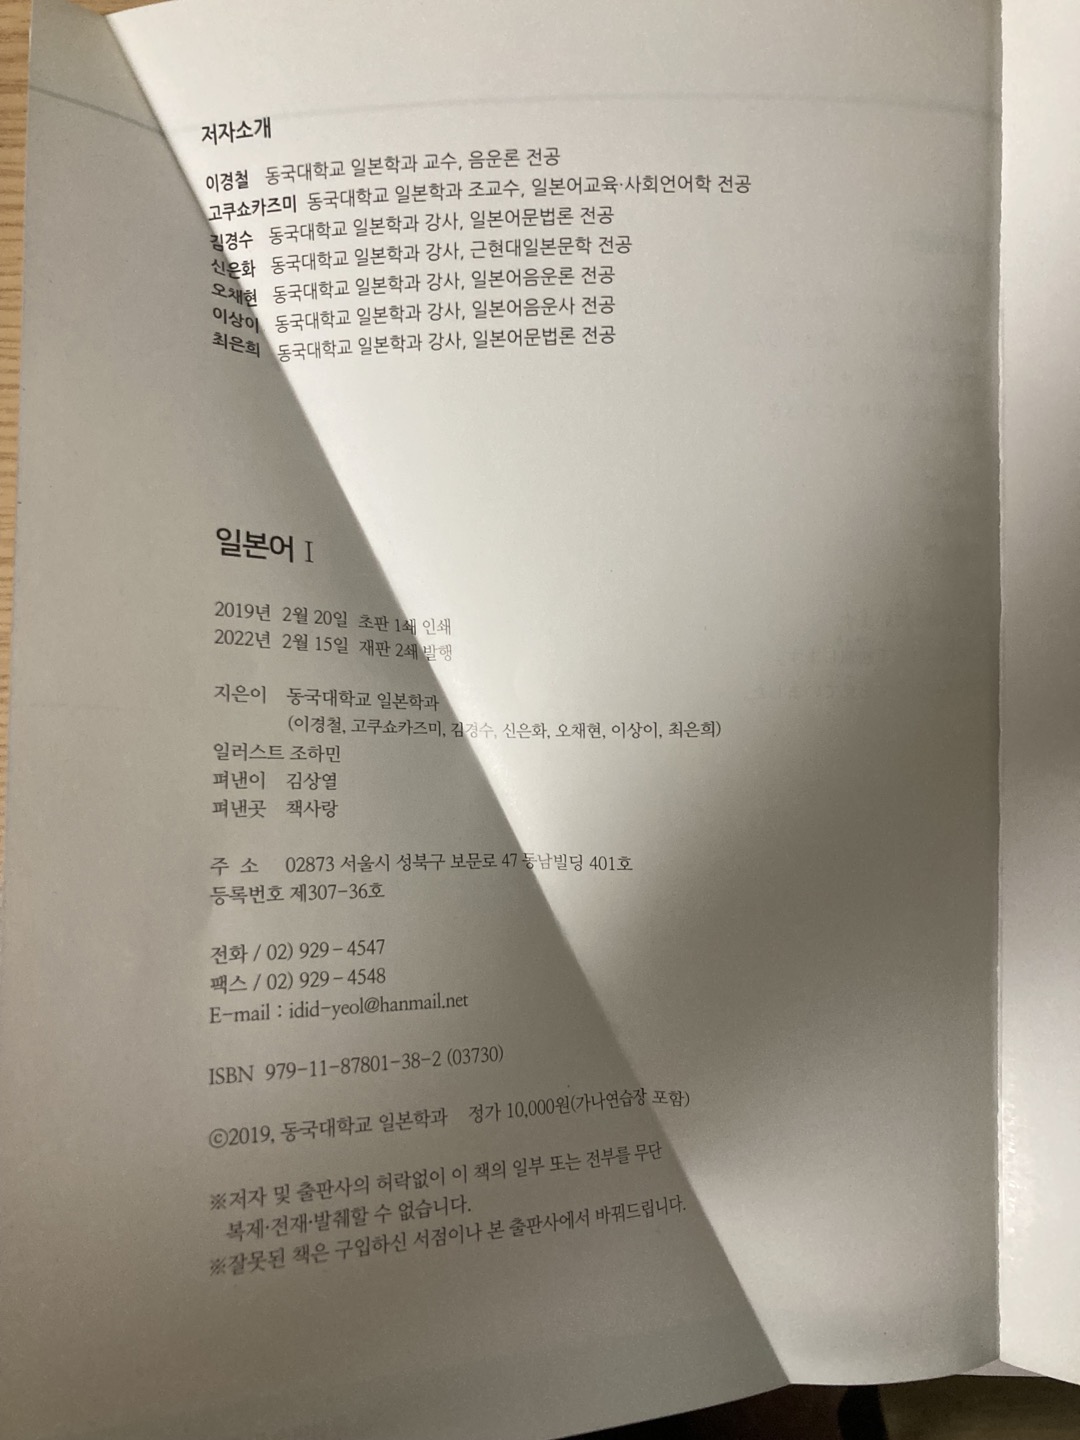 저자소개
이경철 동국대학교 일본학과 교수, 음운론 전공
고쿠쇼카즈미 동국대학교 일본학과 조교수, 일본어교육·사회언어학 전공
김경수 동국대학교 일본학과 강사, 일본어문법론 전공
신은화 동국대학교 일본학과 강사, 근현대일본문학 전공
오채현 동국대학교 일본학과 강사, 일본어음운론 전공
이상이 동국대학교 일본학과 강사, 일본어음운사 전공
최은희 동국대학교 일본학과 강사, 일본어문법론 전공
일본어 I
2019년 2월 20일 초판 1쇄 인쇄
2022년 2월 15일 재판 2쇄 발행
지은이 동국대학교 일본학과
(이경철, 고쿠쇼카즈미, 김경수, 신은화, 오채현, 이상이, 최은희)
일러스트 조하민
펴낸이 김상열
펴낸곳 책사랑
주 소 02873 서울시 성북구 보문로 47 동남빌딩 401호
등록번호 제307-36호
전화 / 02) 929-4547
팩스 / 02) 929-4548
E-mail : idid-yeol@hanmail.net
ISBN 979-11-87801-38-2 (03730)
ⓒ2019, 동국대학교 일본학과 정가 10,000원(가나연습장 포함)
※저자 및 출판사의 허락없이 이 책의 일부 또는 전부를 무단
복제·전재·발췌할 수 없습니다.
※잘못된 책은 구입하신 서점이나 본 출판사에서 바꿔드립니다.